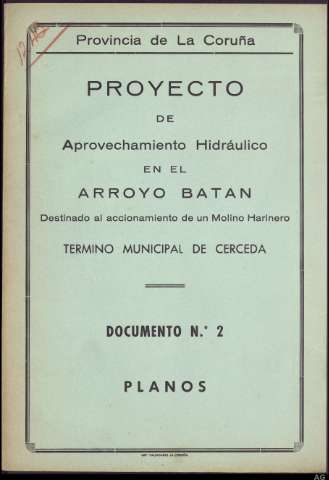 Provincia de La Coruña
PROYECTO
DE
Aprovechamiento Hidráulico
EN EL
ARROYO BATAN
Destinado al accionamiento de un Molino Harinero
TERMINO MUNICIPAL DE CERCEDA
DOCUMENTO N.º 2
PLANOS
AG